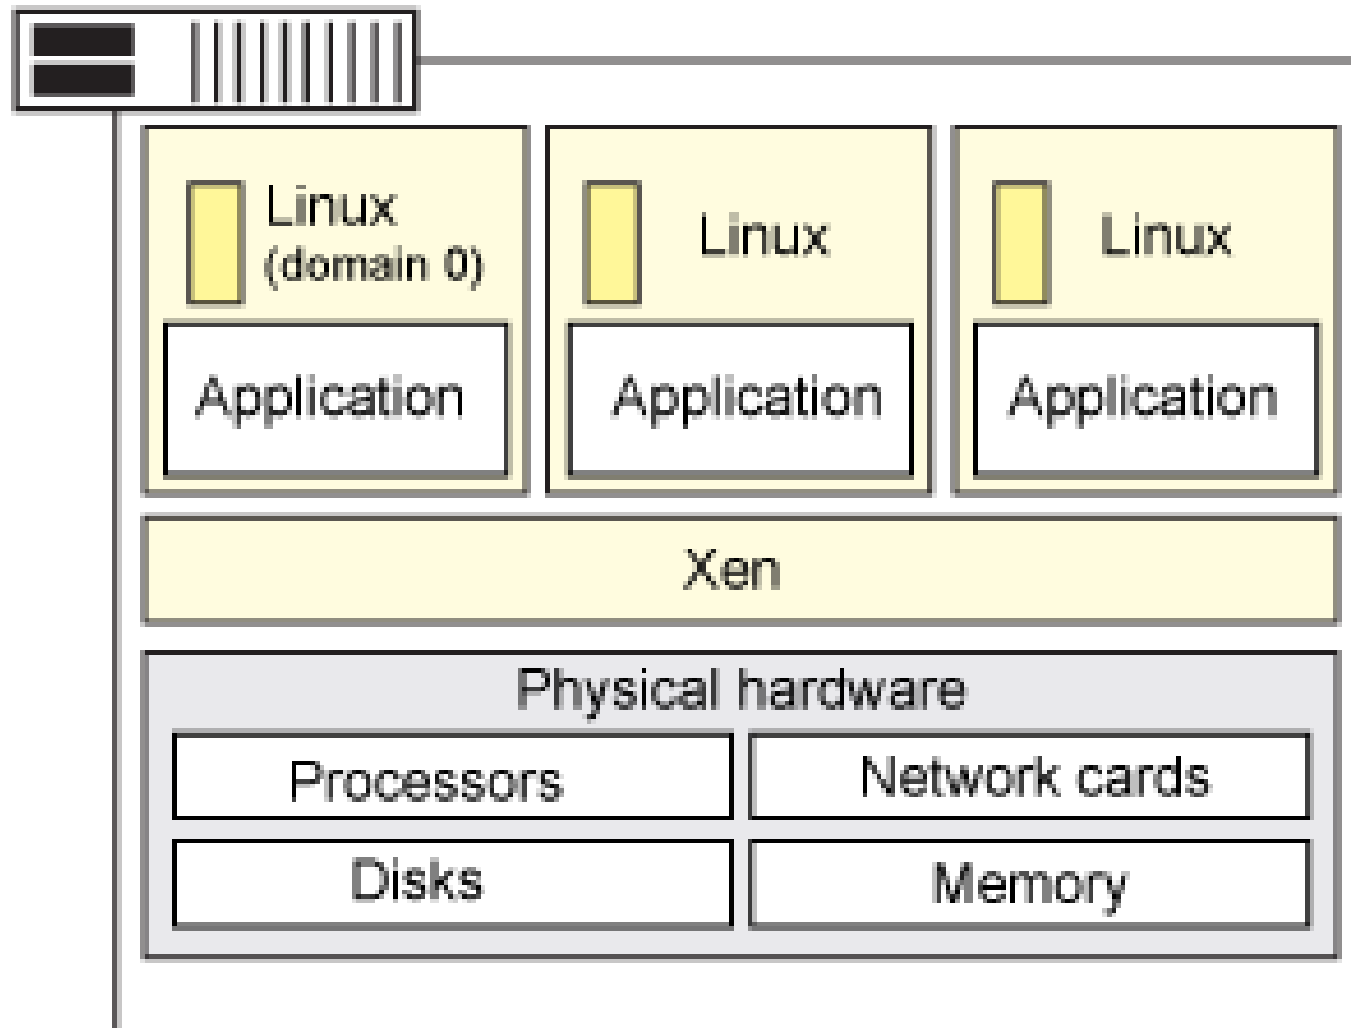 Linux
(domain 0)
Application
Linux
Application
Linux
Application
Xen
Physical hardware
Processors
Network cards
Disks
Memory